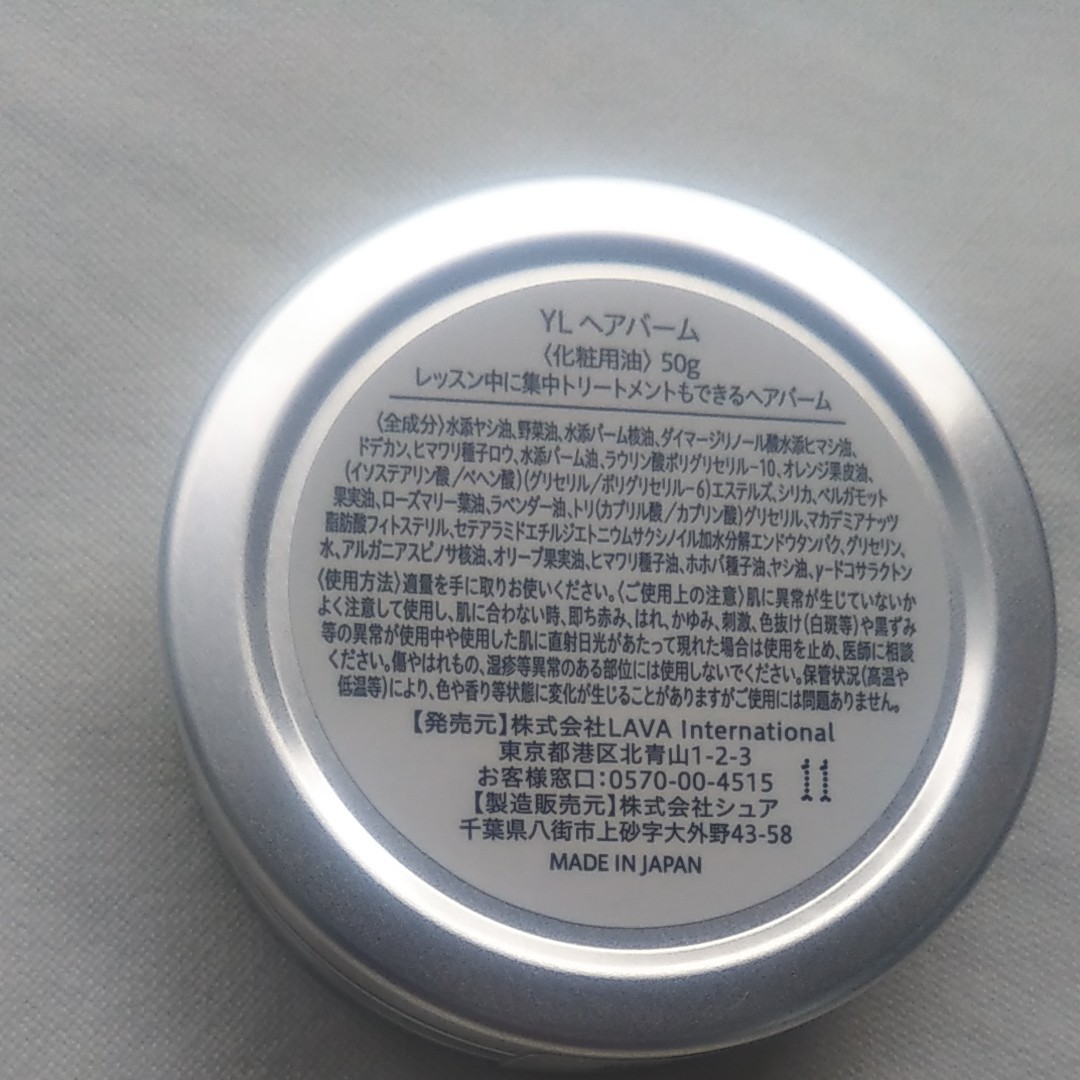 YL ヘアバーム
〈化粧用油〉 50g
レッスン中に集中トリートメントもできるヘアバーム
〈全成分〉水添ヤシ油、野菜油、水添パーム核油、ダイマージリノール酸水添ヒマシ油、
ドデカン、ヒマワリ種子ロウ、水添パーム油、ラウリン酸ポリグリセリル-10、オレンジ果皮油、
(イソステアリン酸/ベヘン酸)(グリセリル/ポリグリセリル-6)エステルズ、シリカ、ベルガモット
果実油、ローズマリー葉油、ラベンダー油、トリ(カプリル酸/カプリン酸)グリセリル、マカデミアナッツ
脂肪酸フィトステリル、セテアラミドエチルジエトニウムサクシノイル加水分解エンドウタンパク、グリセリン、
水、アルガニアスピノサ核油、オリーブ果実油、ヒマワリ種子油、ホホバ種子油、ヤシ油、γ-ドコサラクトン
〈使用方法〉適量を手に取りお使いください。〈ご使用上の注意〉肌に異常が生じていないか
よく注意して使用し、肌に合わない時、即ち赤み、はれ、かゆみ、刺激、色抜け(白斑等)や黒ずみ
等の異常が使用中や使用した肌に直射日光があたって現れた場合は使用を止め、医師に相談
ください。傷やはれもの、湿疹等異常のある部位には使用しないでください。保管状況(高温や
低温等)により、色や香り等状態に変化が生じることがありますがご使用には問題ありません。
【発売元】株式会社LAVA International
東京都港区北青山1-2-3
お客様窓口:0570-00-4515
【製造販売元】株式会社シュア
千葉県八街市上砂字大外野43-58
MADE IN JAPAN
11